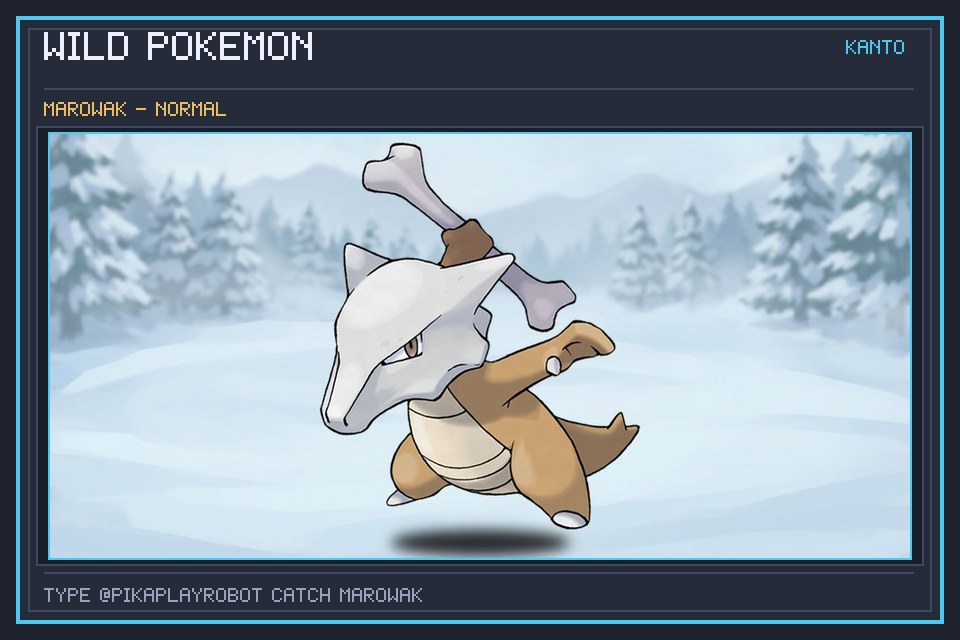 WILD POKEMON
KANTO
MAROWAK - NORMAL
TYPE @PIKAPLAYROBOT CATCH MAROWAK